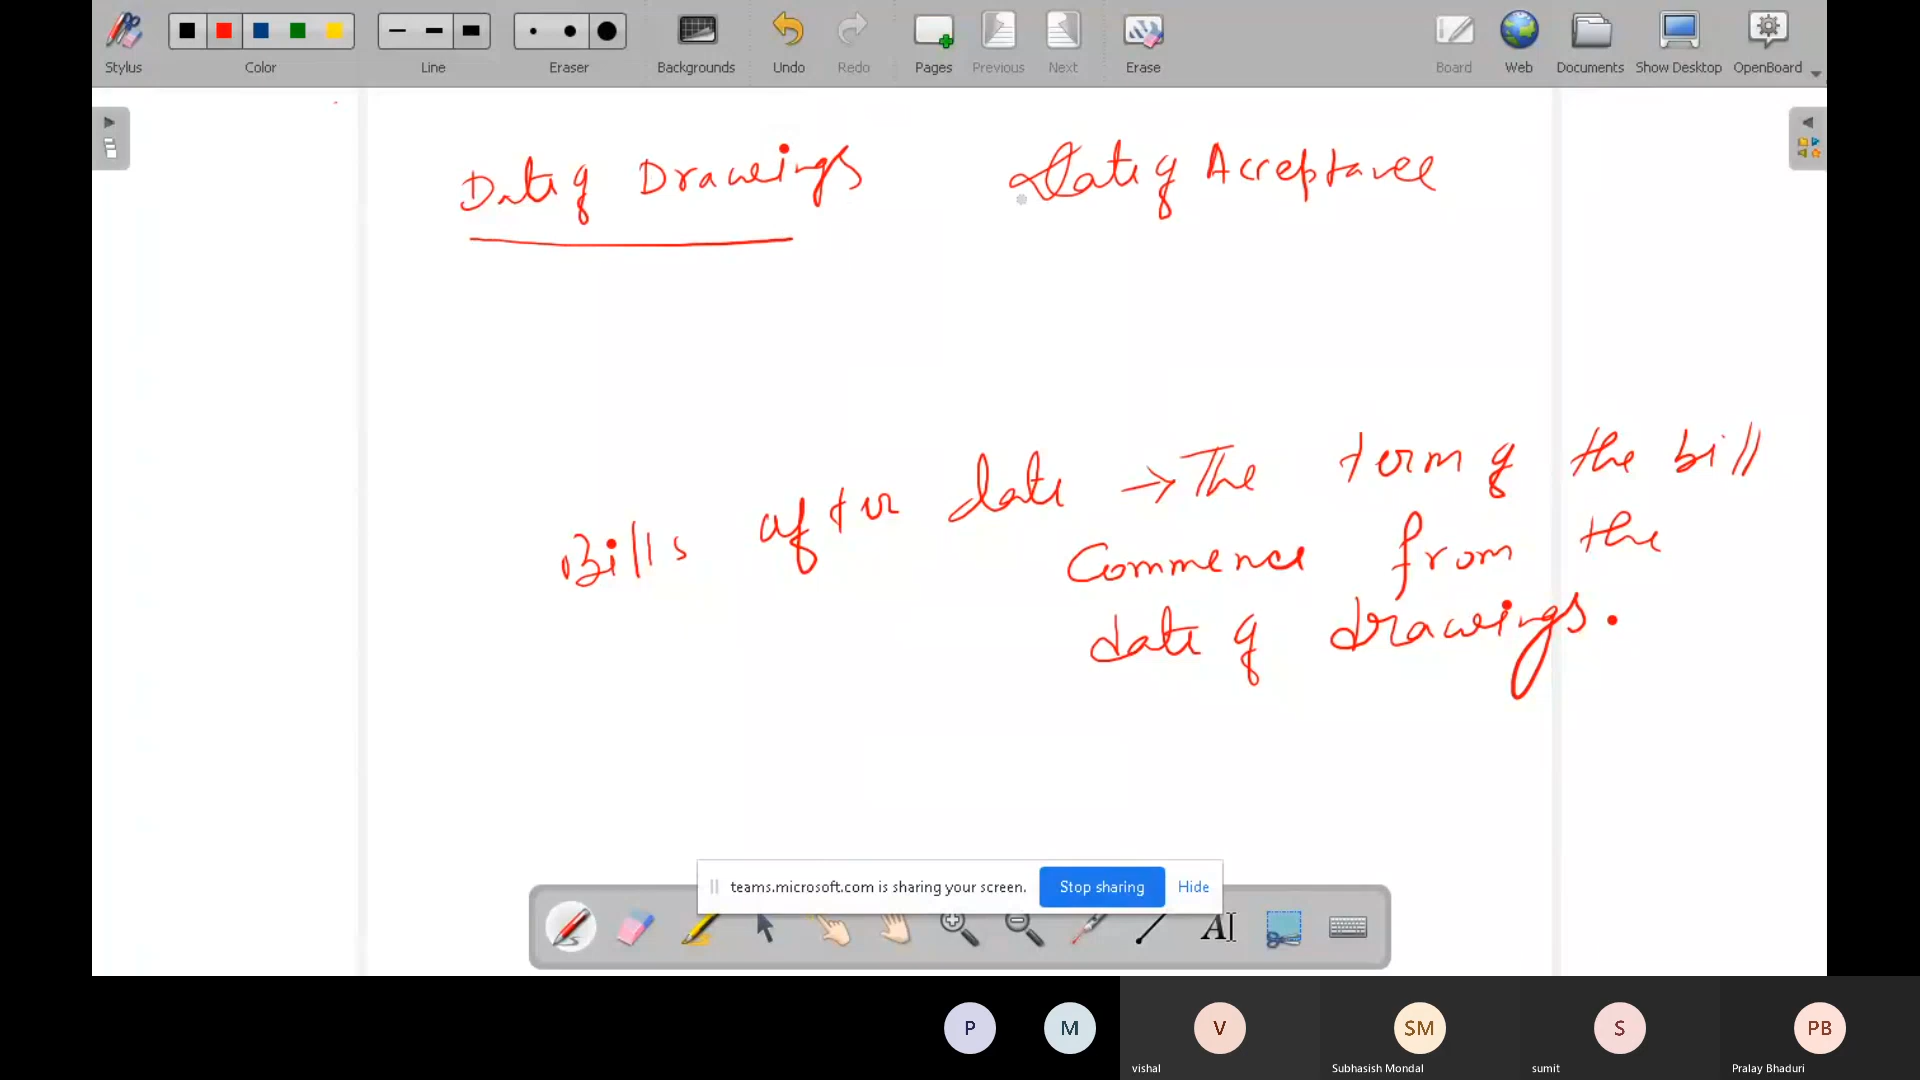 Stylus Color Line Eraser Backgrounds Undo Redo Pages Previous Next Erase Board Web Documents Show Desktop OpenBoard
Date of Drawings Date of Acceptance
Bills after date → The term of the bill
Commence from the
date of drawings.
teams.microsoft.com is sharing your screen. Stop sharing Hide
AI
P M V SM S PB
vishal Subhasish Mondal sumit Pralay Bhaduri